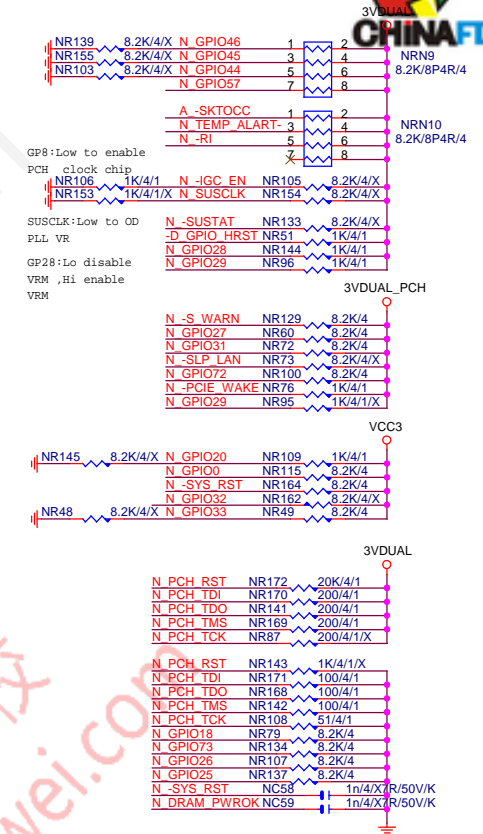 3VDUAL
CHiNAFI
NR139 8.2K/4/X N_GPIO46 1 2
NR155 8.2K/4/X N_GPIO45 3 4 NRN9
NR103 8.2K/4/X N_GPIO44 5 6 8.2K/8P4R/4
N_GPIO57 7 8
A_-SKTOCC 1 2
N_TEMP_ALART- 3 4 NRN10
N_-RI 5 6 8.2K/8P4R/4
7 8
GP8:Low to enable
PCH clock chip
NR106 1K/4/1 N_-IGC_EN NR105 8.2K/4/X
NR153 1K/4/1/X N_SUSCLK NR154 8.2K/4/X
SUSCLK:Low to OD
PLL VR
N_-SUSTAT NR133 8.2K/4/X
-D_GPIO_HRST NR51 1K/4/1
N_GPIO28 NR144 1K/4/1
N_GPIO29 NR96 1K/4/1
GP28:Lo disable
VRM ,Hi enable
VRM
3VDUAL_PCH
N_-S_WARN NR129 8.2K/4
N_GPIO27 NR60 8.2K/4
N_GPIO31 NR72 8.2K/4
N_-SLP_LAN NR73 8.2K/4/X
N_GPIO72 NR100 8.2K/4
N_-PCIE_WAKE NR76 1K/4/1
N_GPIO29 NR95 1K/4/1/X
VCC3
NR145 8.2K/4/X N_GPIO20 NR109 1K/4/1
N_GPIO0 NR115 8.2K/4
N_-SYS_RST NR164 8.2K/4
N_GPIO32 NR162 8.2K/4/X
NR48 8.2K/4/X N_GPIO33 NR49 8.2K/4
3VDUAL
N_PCH_RST NR172 20K/4/1
N_PCH_TDI NR170 200/4/1
N_PCH_TDO NR141 200/4/1
N_PCH_TMS NR169 200/4/1
N_PCH_TCK NR87 200/4/1/X
N_PCH_RST NR143 1K/4/1/X
N_PCH_TDI NR171 100/4/1
N_PCH_TDO NR168 100/4/1
N_PCH_TMS NR142 100/4/1
N_PCH_TCK NR108 51/4/1
N_GPIO18 NR79 8.2K/4
N_GPIO73 NR134 8.2K/4
N_GPIO26 NR107 8.2K/4
N_GPIO25 NR137 8.2K/4
N_-SYS_RST NC58 1n/4/X7R/50V/K
N_DRAM_PWROK NC59 1n/4/X7R/50V/K
wei.com